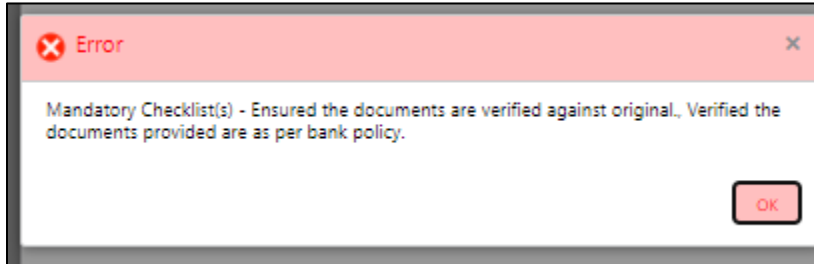 Error
Mandatory Checklist(s) - Ensured the documents are verified against original., Verified the
documents provided are as per bank policy.
OK